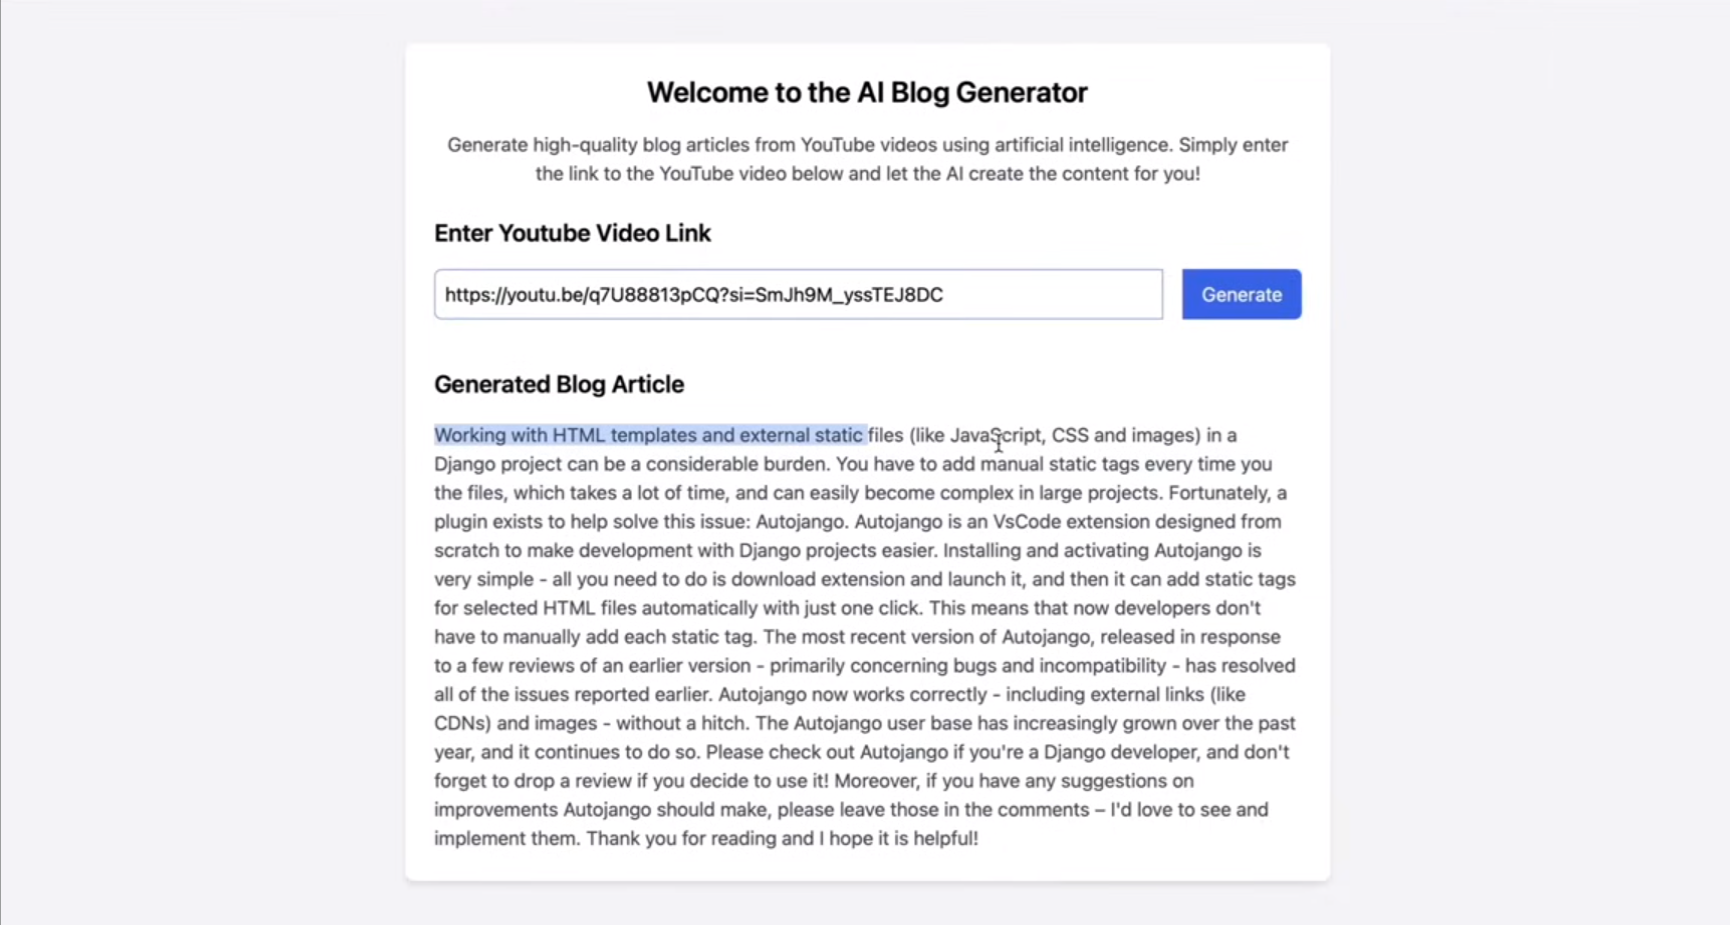 Welcome to the AI Blog Generator
Generate high-quality blog articles from YouTube videos using artificial intelligence. Simply enter
the link to the YouTube video below and let the AI create the content for you!
Enter Youtube Video Link
https://youtu.be/q7U88813pCQ?si=SmJh9M_yssTEJ8DC
Generate
Generated Blog Article
Working with HTML templates and external static files (like JavaScript, CSS and images) in a
Django project can be a considerable burden. You have to add manual static tags every time you
the files, which takes a lot of time, and can easily become complex in large projects. Fortunately, a
plugin exists to help solve this issue: Autojango. Autojango is an VsCode extension designed from
scratch to make development with Django projects easier. Installing and activating Autojango is
very simple - all you need to do is download extension and launch it, and then it can add static tags
for selected HTML files automatically with just one click. This means that now developers don't
have to manually add each static tag. The most recent version of Autojango, released in response
to a few reviews of an earlier version - primarily concerning bugs and incompatibility - has resolved
all of the issues reported earlier. Autojango now works correctly - including external links (like
CDNs) and images - without a hitch. The Autojango user base has increasingly grown over the past
year, and it continues to do so. Please check out Autojango if you're a Django developer, and don't
forget to drop a review if you decide to use it! Moreover, if you have any suggestions on
improvements Autojango should make, please leave those in the comments – I'd love to see and
implement them. Thank you for reading and I hope it is helpful!